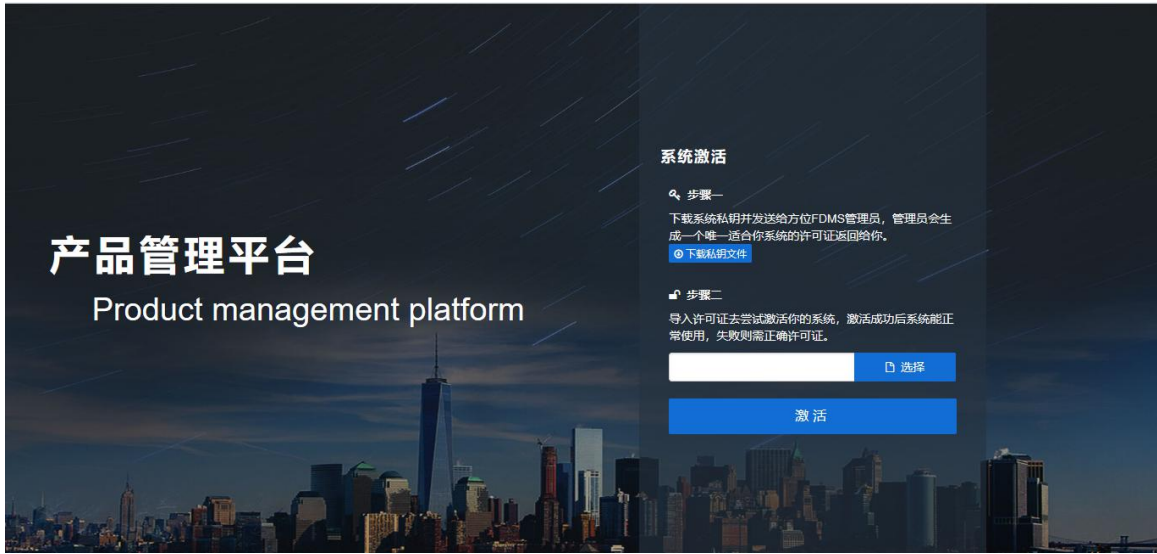 产品管理平台
Product management platform
系统激活
步骤一
下载系统私钥并发送给方位FDMS管理员，管理员会生
成一个唯一适合你系统的许可证返回给你。
下载私钥文件
步骤二
导入许可证去尝试激活你的系统，激活成功后系统能正
常使用，失败则需正确许可证。
选择
激活